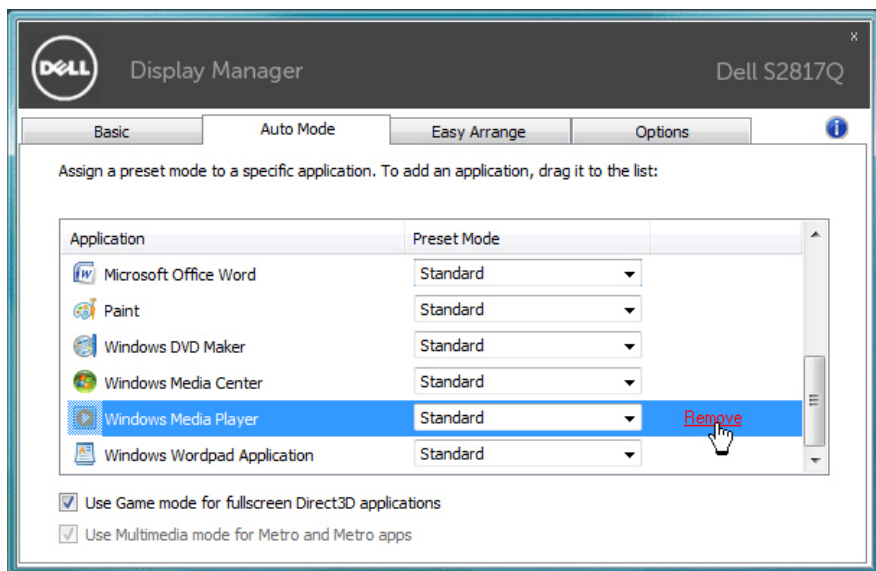 x
DELL
Display Manager
Dell S2817Q
Basic
Auto Mode
Easy Arrange
Options
i
Assign a preset mode to a specific application. To add an application, drag it to the list:
Application Preset Mode
Microsoft Office Word Standard
Paint Standard
Windows DVD Maker Standard
Windows Media Center Standard
Windows Media Player Standard Remove
Windows Wordpad Application Standard
Use Game mode for fullscreen Direct3D applications
Use Multimedia mode for Metro and Metro apps